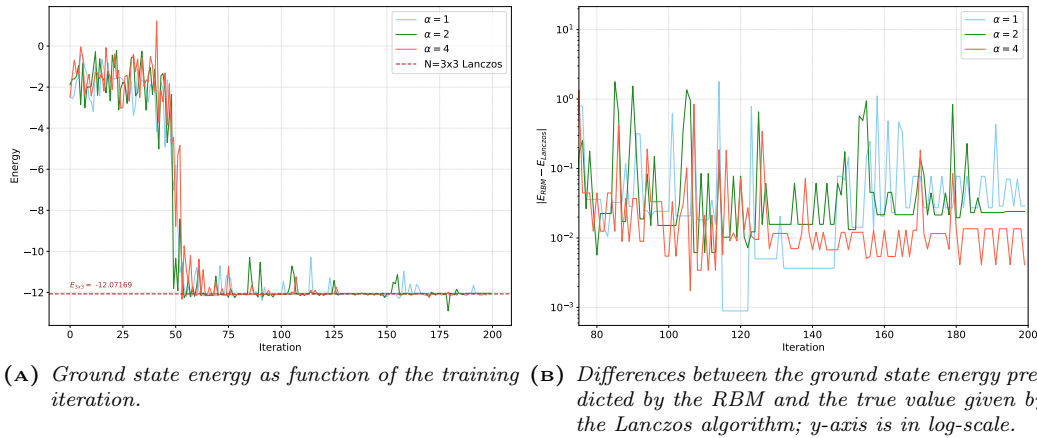 0
−2
−4
−6
−8
−10
−12
Energy
α = 1
α = 2
α = 4
N=3x3 Lanczos
E3x3 = -12.07169
0 25 50 75 100 125 150 175 200
Iteration
10¹
10⁰
10⁻¹
10⁻²
10⁻³
|E_RBM − E_Lanczos|
α = 1
α = 2
α = 4
80 100 120 140 160 180 200
Iteration
(A) Ground state energy as function of the training
iteration.
(B) Differences between the ground state energy pre-
dicted by the RBM and the true value given by
the Lanczos algorithm; y-axis is in log-scale.